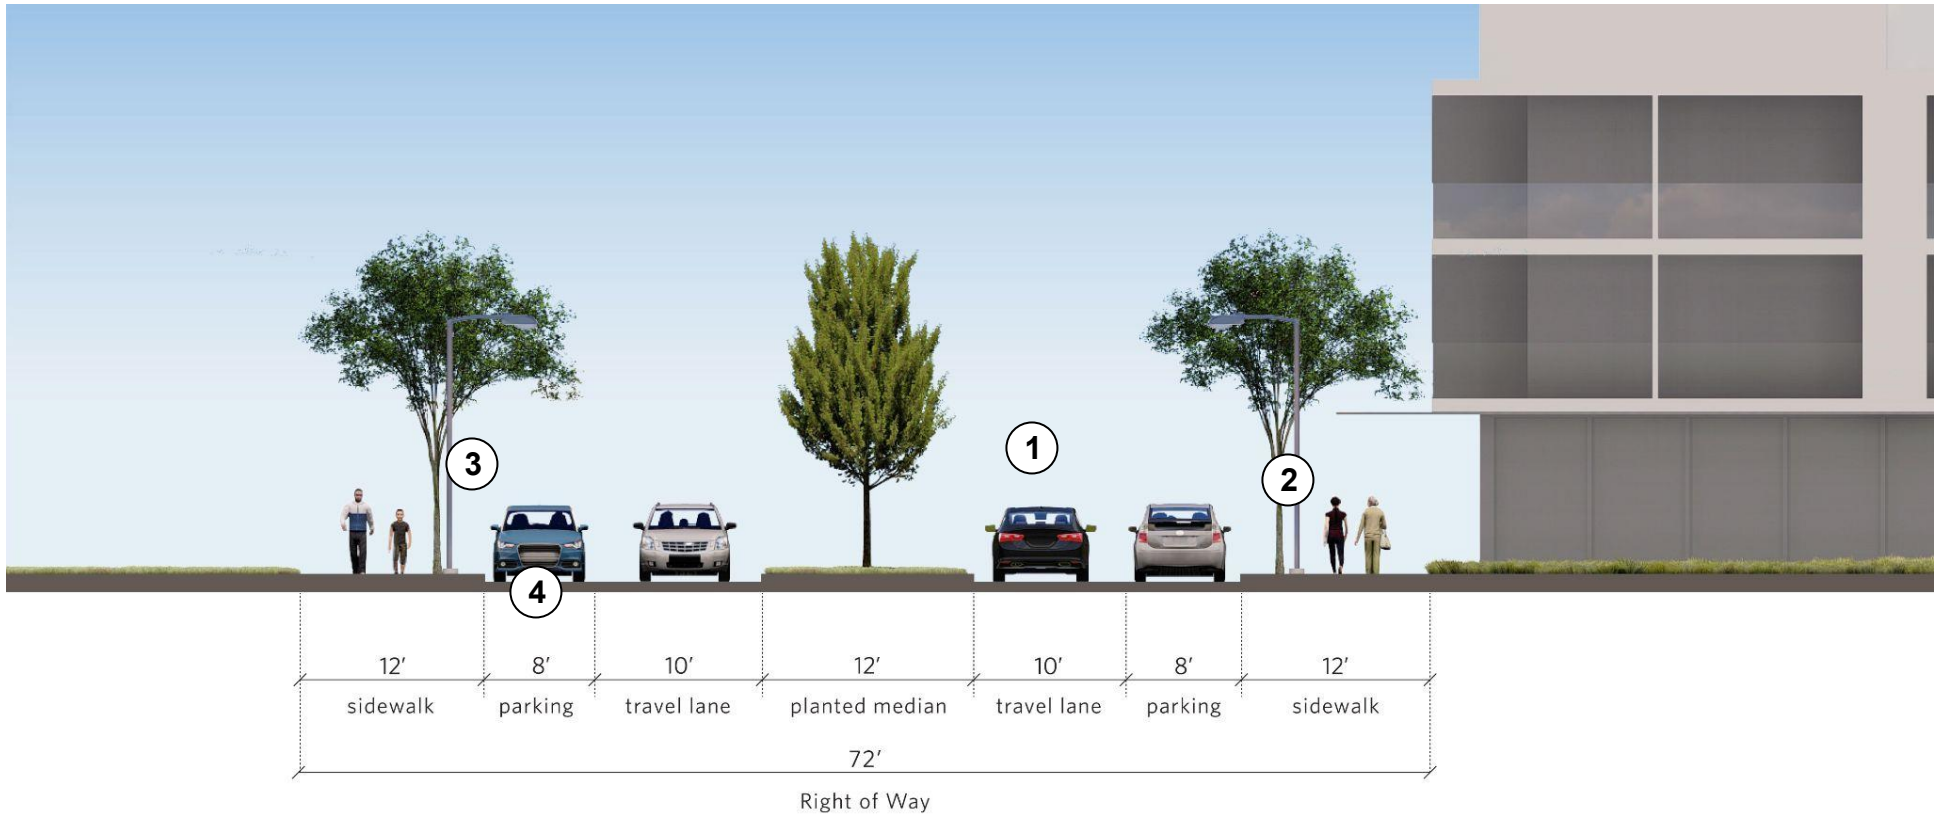 1
3
2
4
12′ 8′ 10′ 12′ 10′ 8′ 12′
sidewalk parking travel lane planted median travel lane parking sidewalk
72′
Right of Way